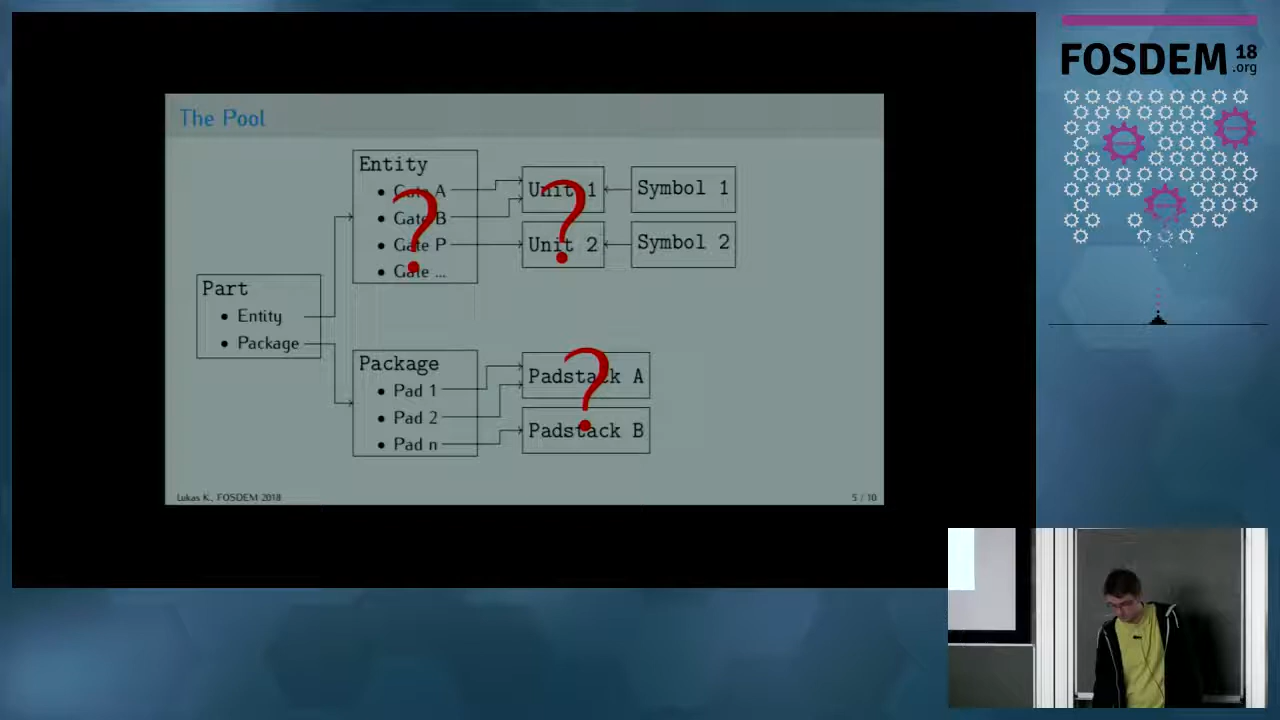 FOSDEM 18
.org
The Pool
Entity
• Gate A
• Gate B
• Gate P
• Gate ...
Unit 1
Unit 2
Symbol 1
Symbol 2
Part
• Entity
• Package
Package
• Pad 1
• Pad 2
• Pad n
Padstack A
Padstack B
?
?
?
Lukas K., FOSDEM 2018
5 / 10